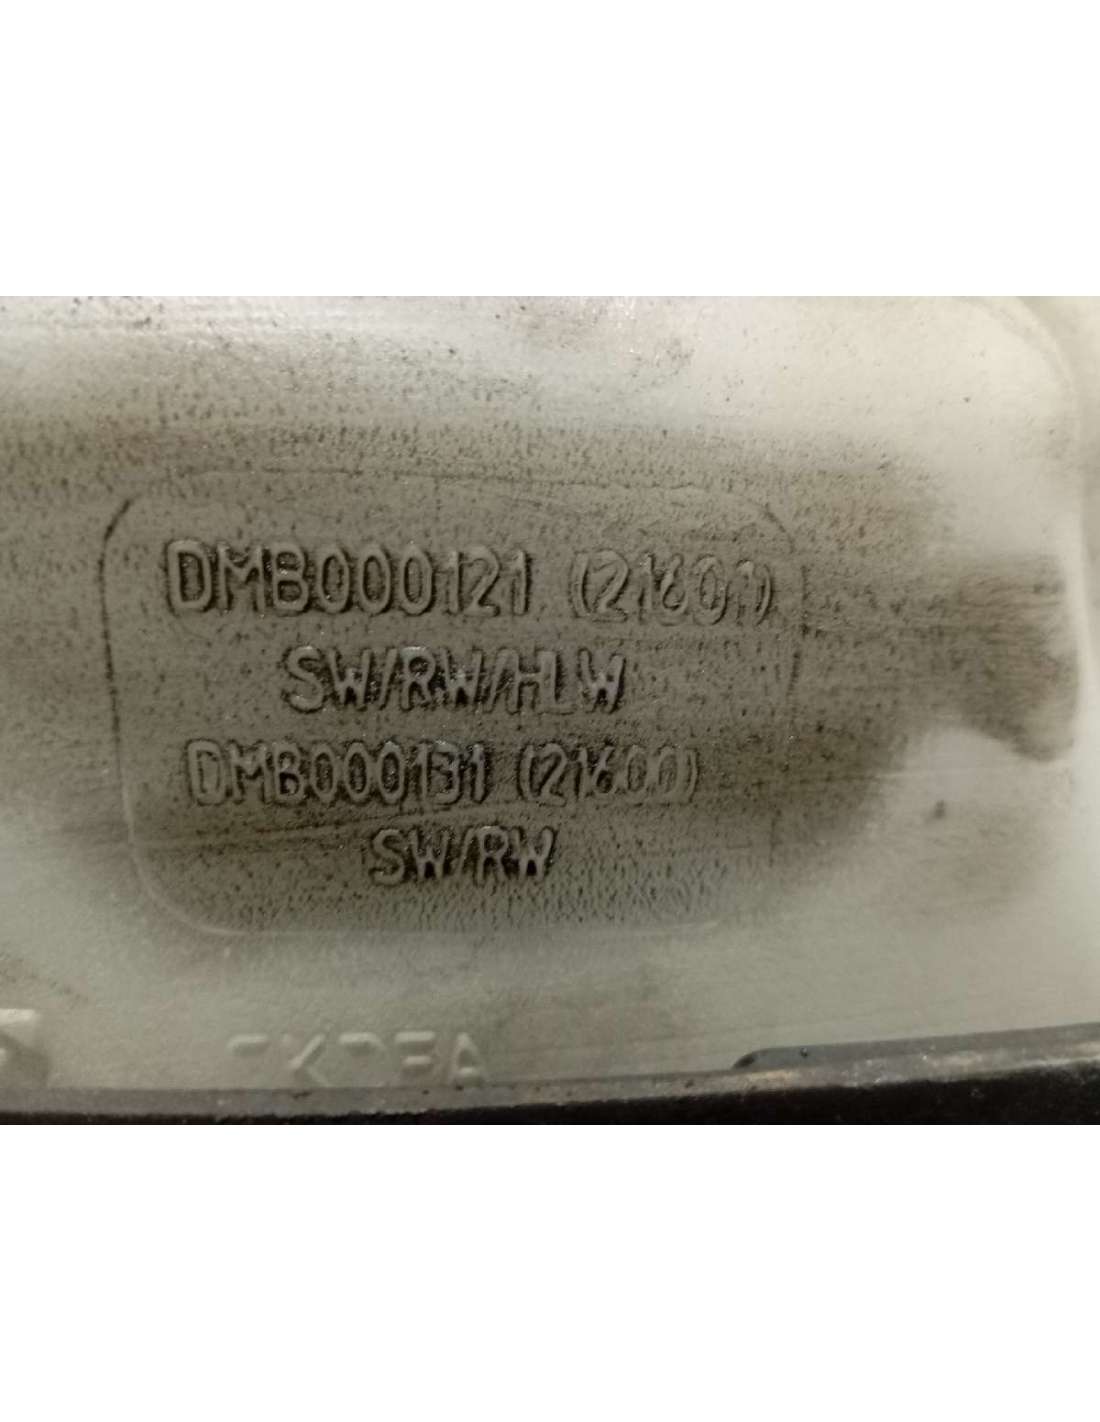 DMB000121 (21601)
SW/RW/HLW
DMB000131 (21600)
SW/RW